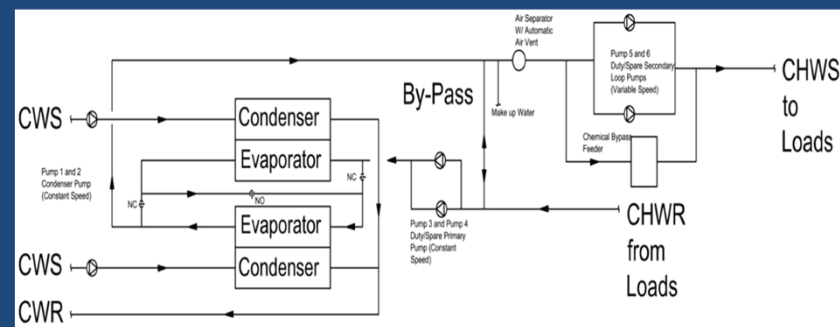 Air Separator
W/ Automatic
Air Vent
Pump 5 and 6
Duty/Spare Secondary
Loop Pumps
(Variable Speed)
CHWS
to
Loads
By-Pass
Make up Water
CWS
Condenser
Evaporator
Chemical Bypass
Feeder
Pump 1 and 2
Condenser Pump
(Constant Speed)
NC
NO
NC
Evaporator
Pump 3 and Pump 4
Duty/Spare Primary
Pump (Constant
Speed)
CHWR
from
Loads
CWS
Condenser
CWR